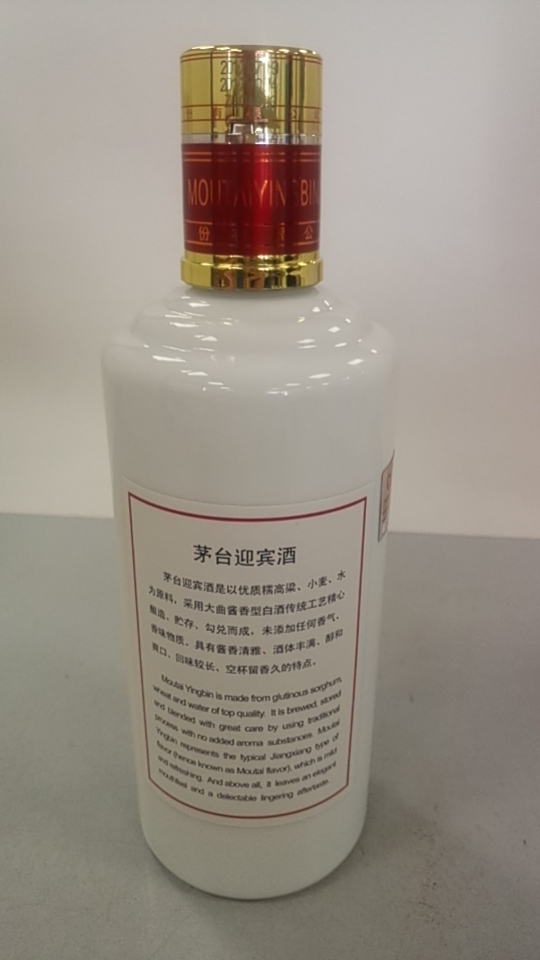 MOUTAIYINGBIN
份 限公
茅台迎宾酒
茅台迎宾酒是以优质糯高粱、小麦、水
为原料，采用大曲酱香型白酒传统工艺精心
酿造、贮存、勾兑而成，未添加任何香气、
香味物质，具有酱香清雅、酒体丰满、醇和
爽口、回味较长、空杯留香久的特点。
Moutai Yingbin is made from glutinous sorghum,
wheat and water of top quality. It is brewed, stored
and blended with great care by using traditional
process with no added aroma substances. Moutai
Yingbin represents the typical Jiangxiang type of
flavor (hence known as Moutai flavor), which is mild
and refreshing. And above all, it leaves an elegant
mouthfeel and a delectable lingering aftertaste.